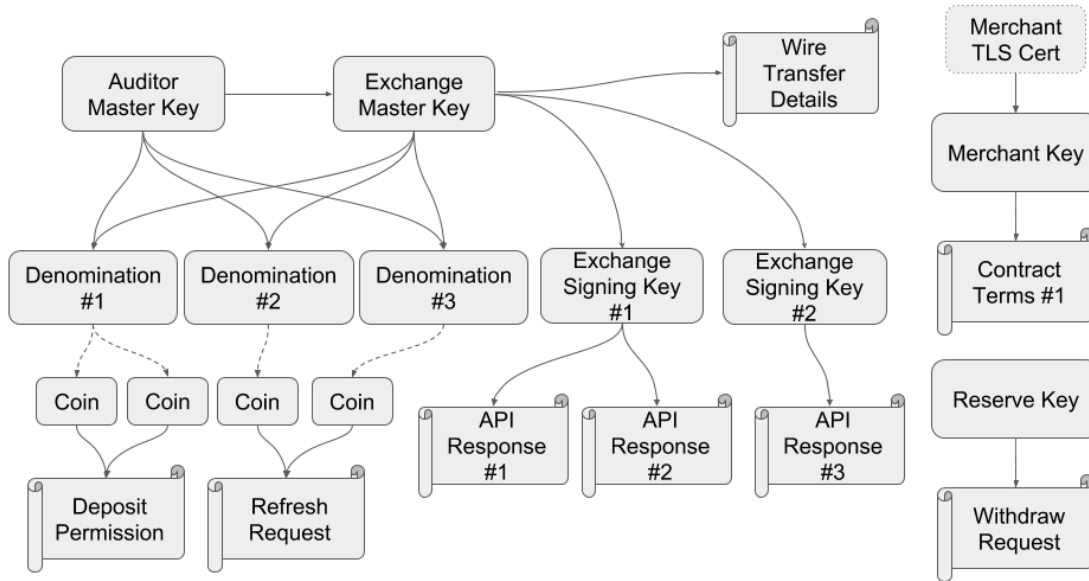 Auditor
Master Key
Exchange
Master Key
Wire
Transfer
Details
Merchant
TLS Cert
Merchant Key
Denomination
#1
Denomination
#2
Denomination
#3
Exchange
Signing Key
#1
Exchange
Signing Key
#2
Contract
Terms #1
Coin
Coin
Coin
Coin
API
Response
#1
API
Response
#2
API
Response
#3
Reserve Key
Deposit
Permission
Refresh
Request
Withdraw
Request